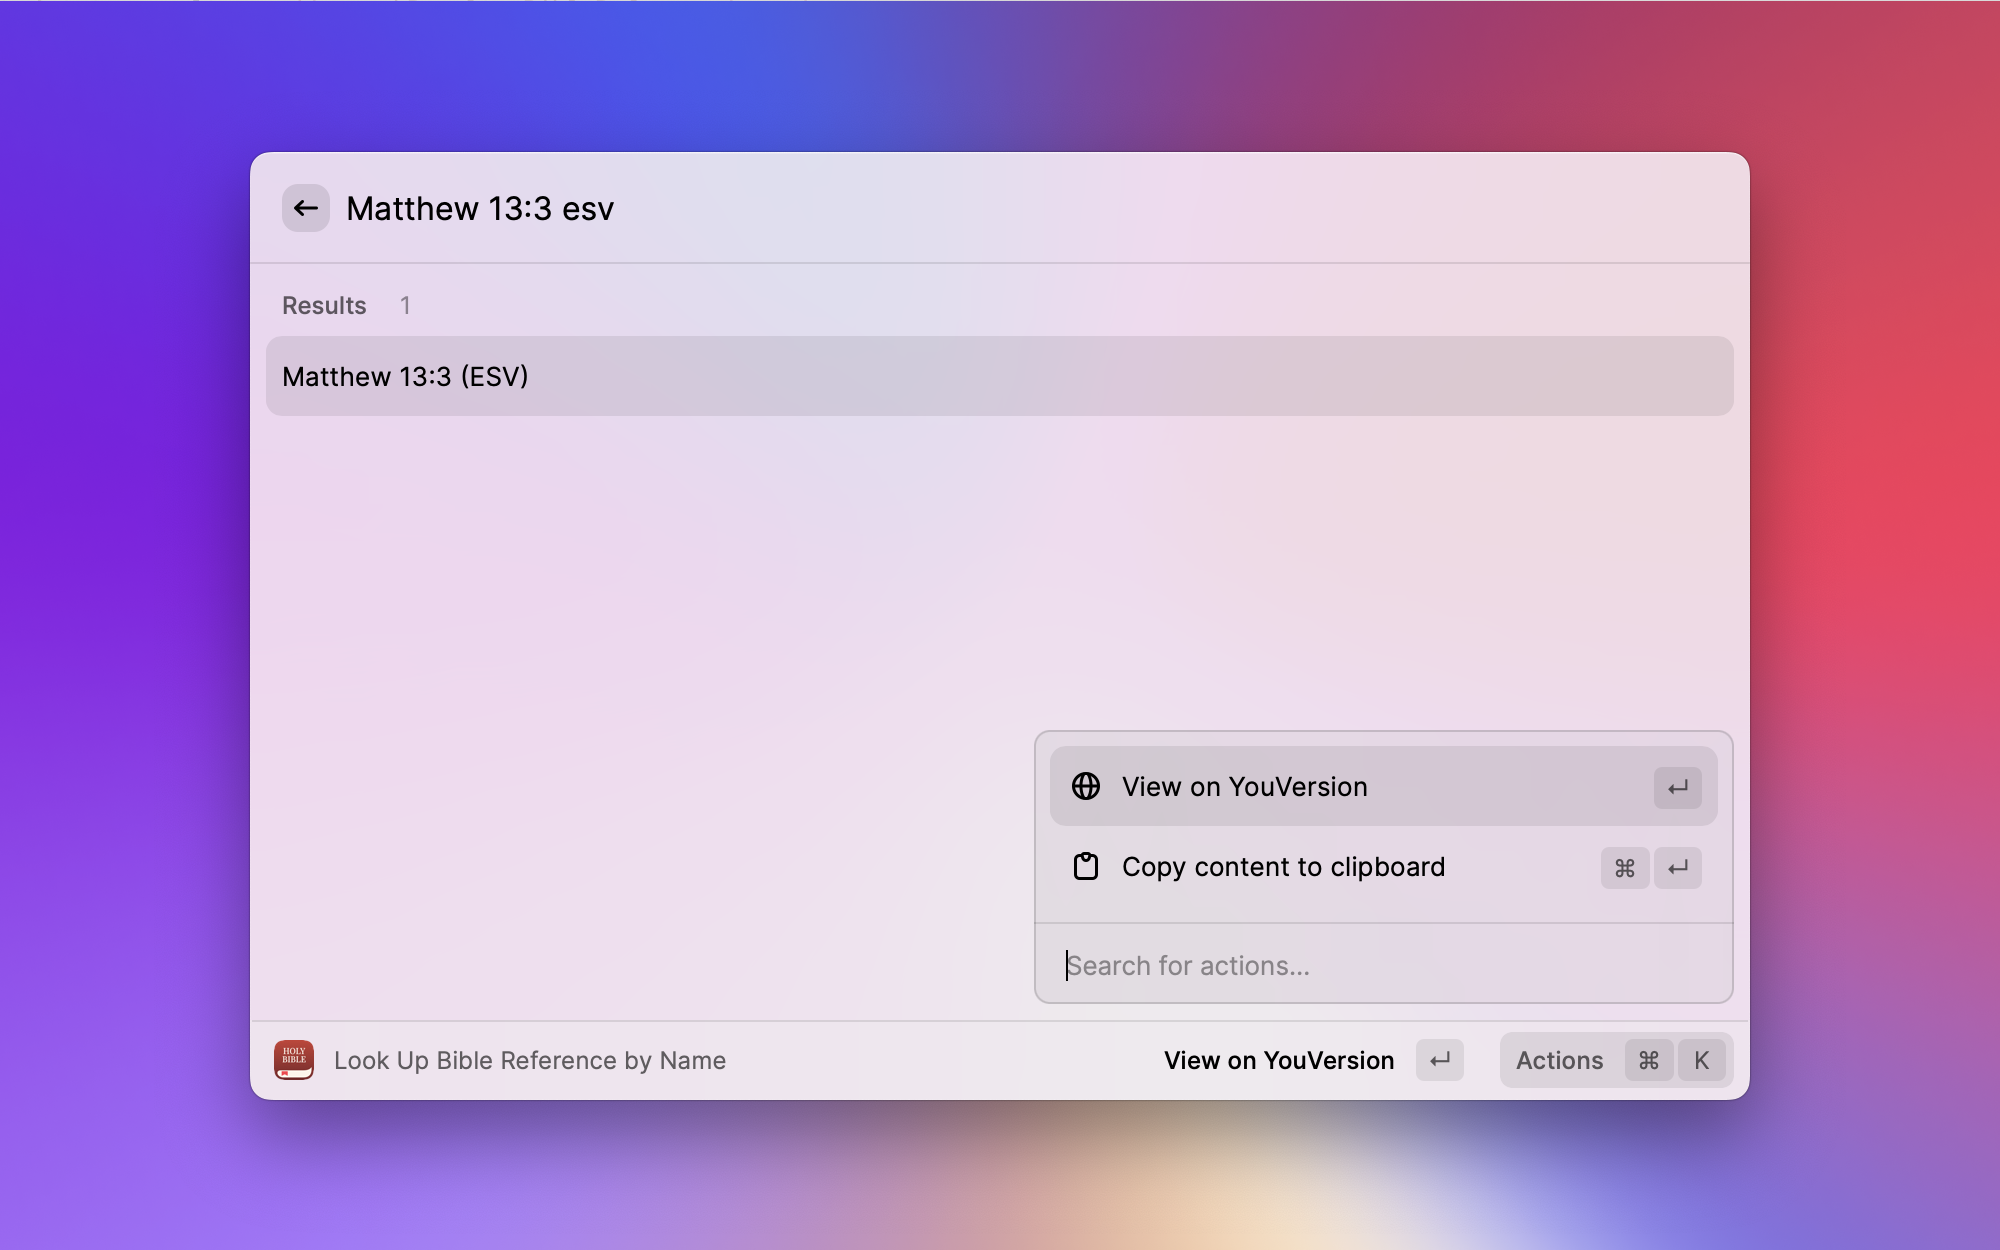 Matthew 13:3 esv
Results 1
Matthew 13:3 (ESV)
View on YouVersion ↵
Copy content to clipboard ⌘ ↵
Search for actions...
HOLY
BIBLE
Look Up Bible Reference by Name
View on YouVersion ↵
Actions ⌘ K